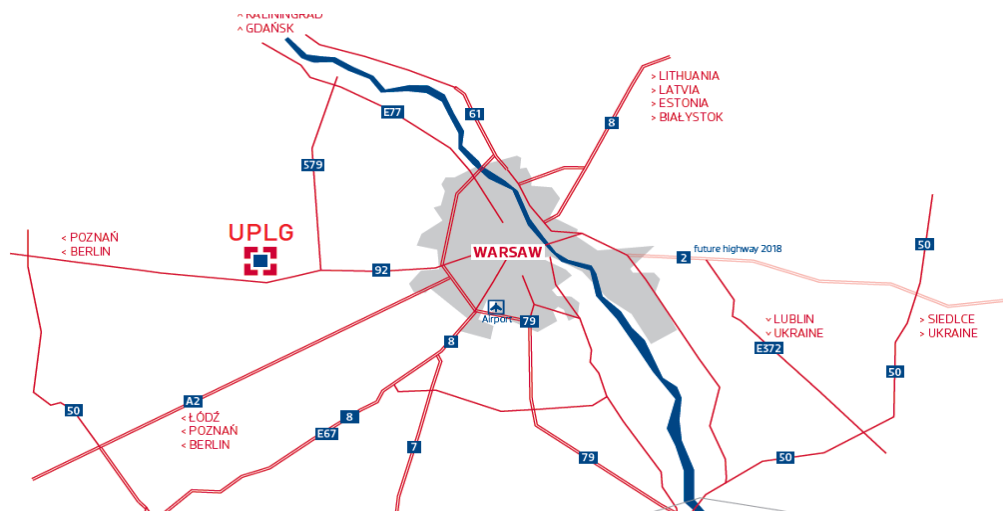 ^ KALININGRAD
^ GDAŃSK
> LITHUANIA
> LATVIA
> ESTONIA
> BIAŁYSTOK
E77
61
8
579
UPLG
< POZNAŃ
< BERLIN
92
WARSAW
future highway 2018
2
50
Airport
79
8
˅ LUBLIN
˅ UKRAINE
> SIEDLCE
> UKRAINE
E372
50
A2
50
< ŁÓDŹ
< POZNAŃ
< BERLIN
8
E67
7
79
50